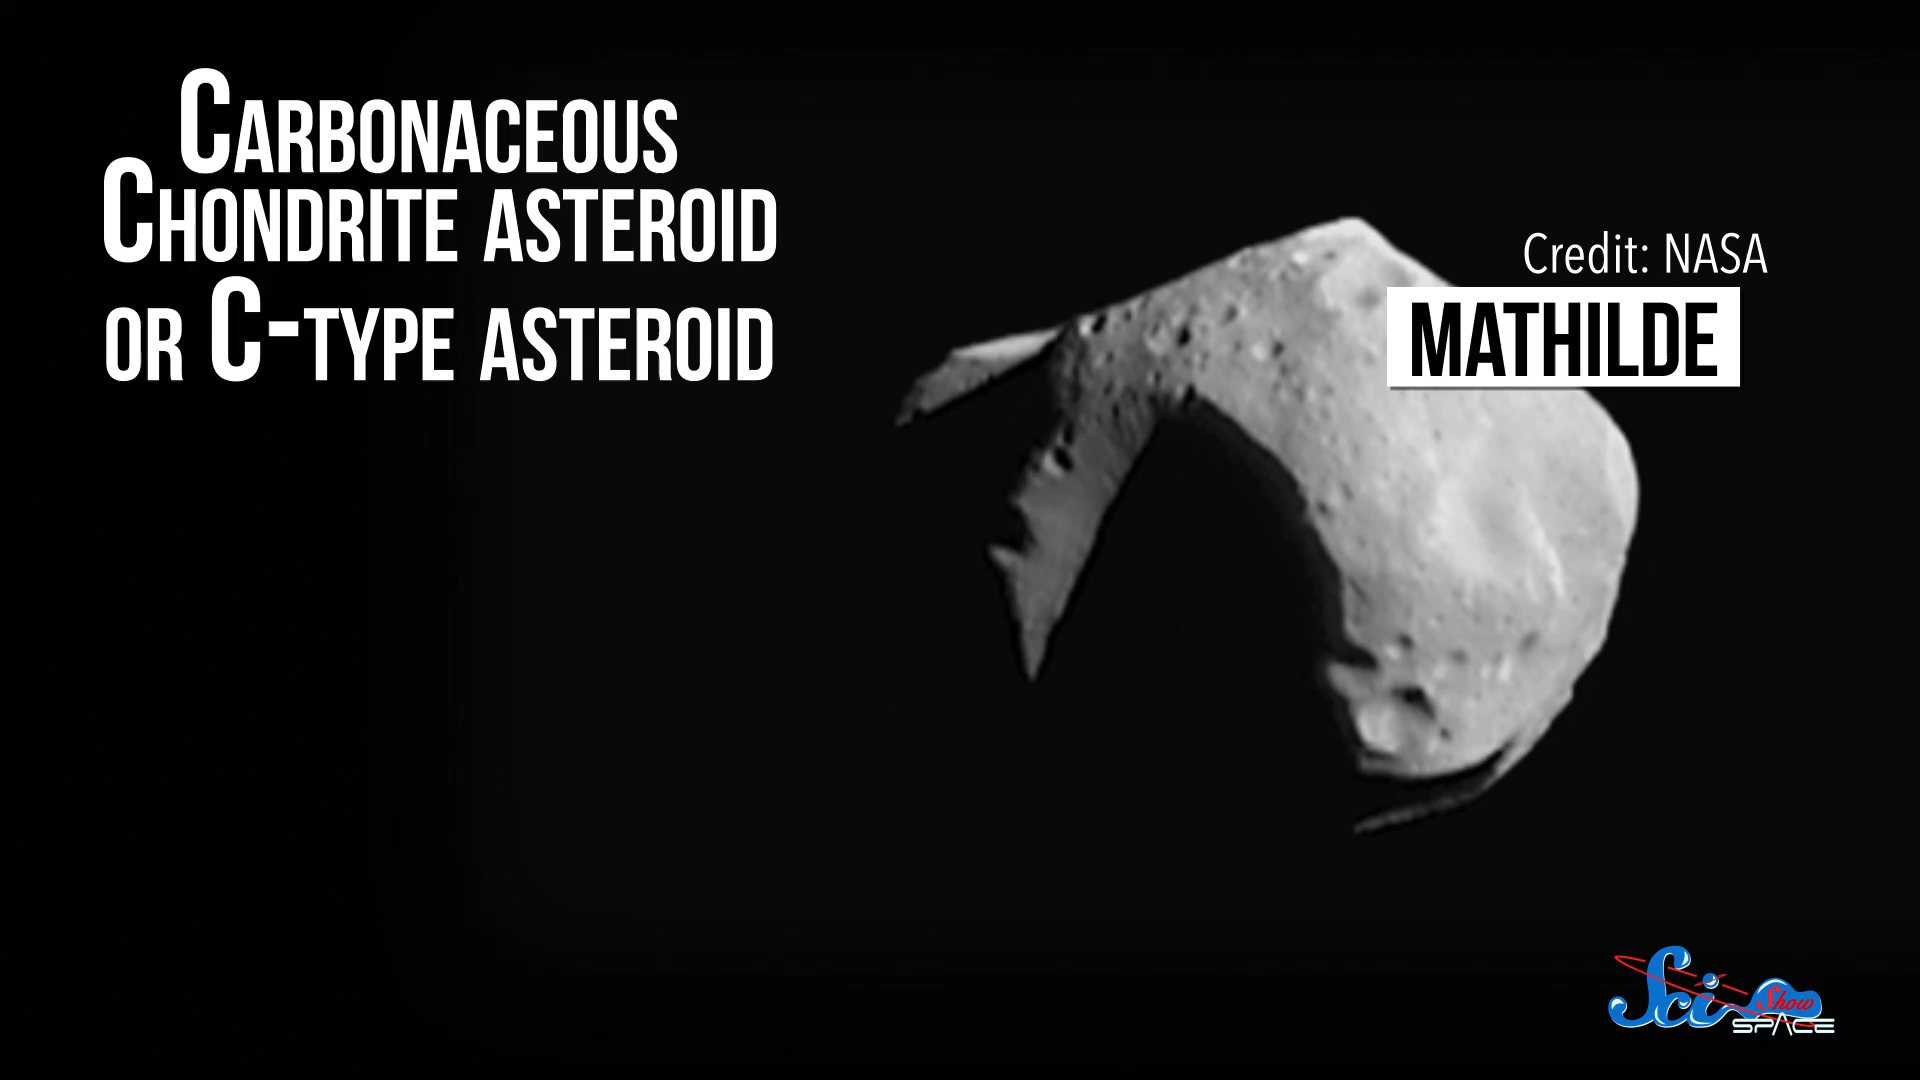 Carbonaceous
Chondrite asteroid
or C-type asteroid
Credit: NASA
MATHILDE
Sci Show
SPACE